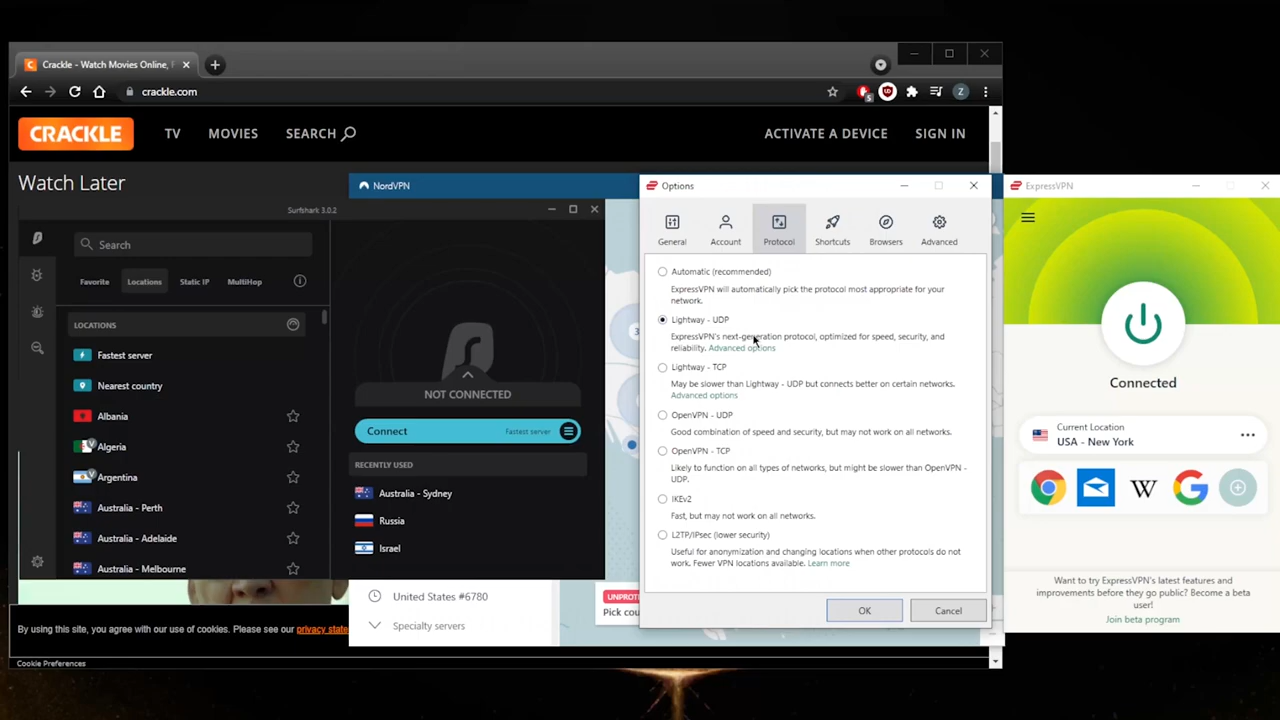 Crackle - Watch Movies Online,
crackle.com
5
Z
CRACKLE
TV
MOVIES
SEARCH
ACTIVATE A DEVICE
SIGN IN
Watch Later
Surfshark 3.0.2
Search
Favorite
Locations
Static IP
MultiHop
LOCATIONS
Fastest server
Nearest country
Albania
Algeria
Argentina
Australia - Perth
Australia - Adelaide
Australia - Melbourne
NOT CONNECTED
Connect
Fastest server
RECENTLY USED
Australia - Sydney
Russia
Israel
NordVPN
United States #6780
Specialty servers
3
UNPROT
Pick cou
Options
General
Account
Protocol
Shortcuts
Browsers
Advanced
Automatic (recommended)
ExpressVPN will automatically pick the protocol most appropriate for your
network.
Lightway - UDP
ExpressVPN's next-generation protocol, optimized for speed, security, and
reliability. Advanced options
Lightway - TCP
May be slower than Lightway - UDP but connects better on certain networks.
Advanced options
OpenVPN - UDP
Good combination of speed and security, but may not work on all networks.
OpenVPN - TCP
Likely to function on all types of networks, but might be slower than OpenVPN -
UDP.
IKEv2
Fast, but may not work on all networks.
L2TP/IPsec (lower security)
Useful for anonymization and changing locations when other protocols do not
work. Fewer VPN locations available. Learn more
OK
Cancel
ExpressVPN
Connected
Current Location
USA - New York
W
G
Want to try ExpressVPN's latest features and
improvements before they go public? Become a beta
user!
Join beta program
By using this site, you agree with our use of cookies. Please see our privacy state
Cookie Preferences